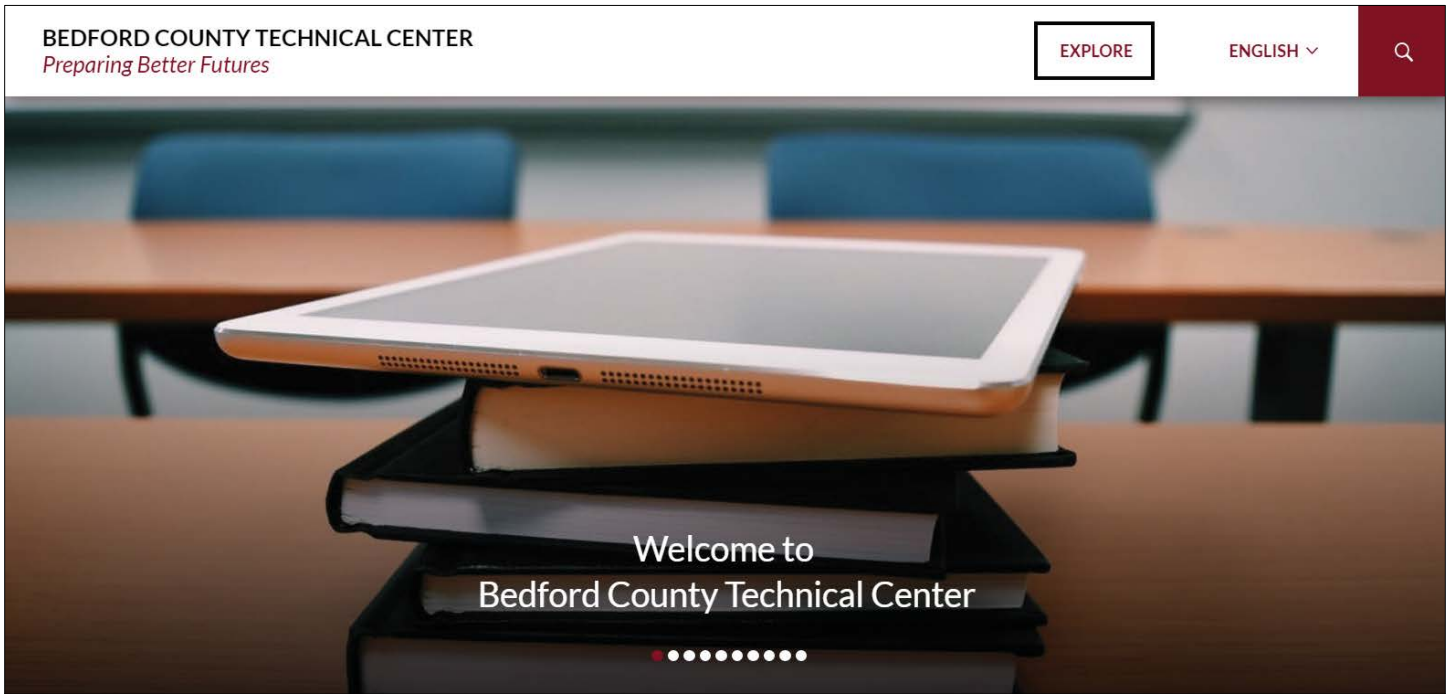 BEDFORD COUNTY TECHNICAL CENTER
Preparing Better Futures
EXPLORE
ENGLISH
Welcome to
Bedford County Technical Center